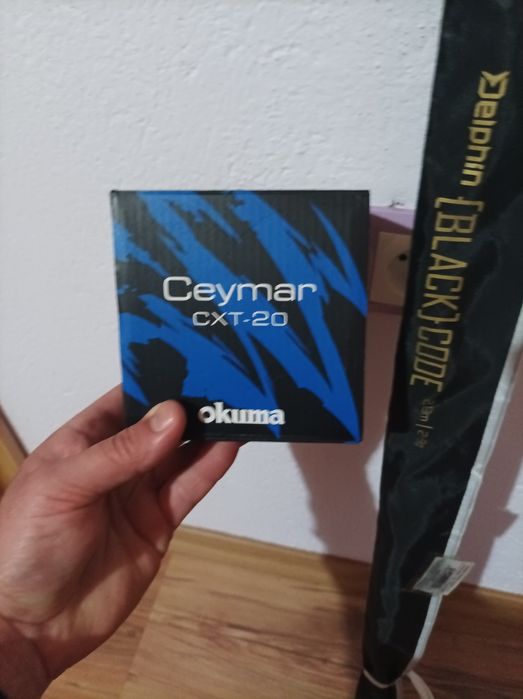 Ceymar
CXT-20
okuma
Delphin [BLACK]CODE